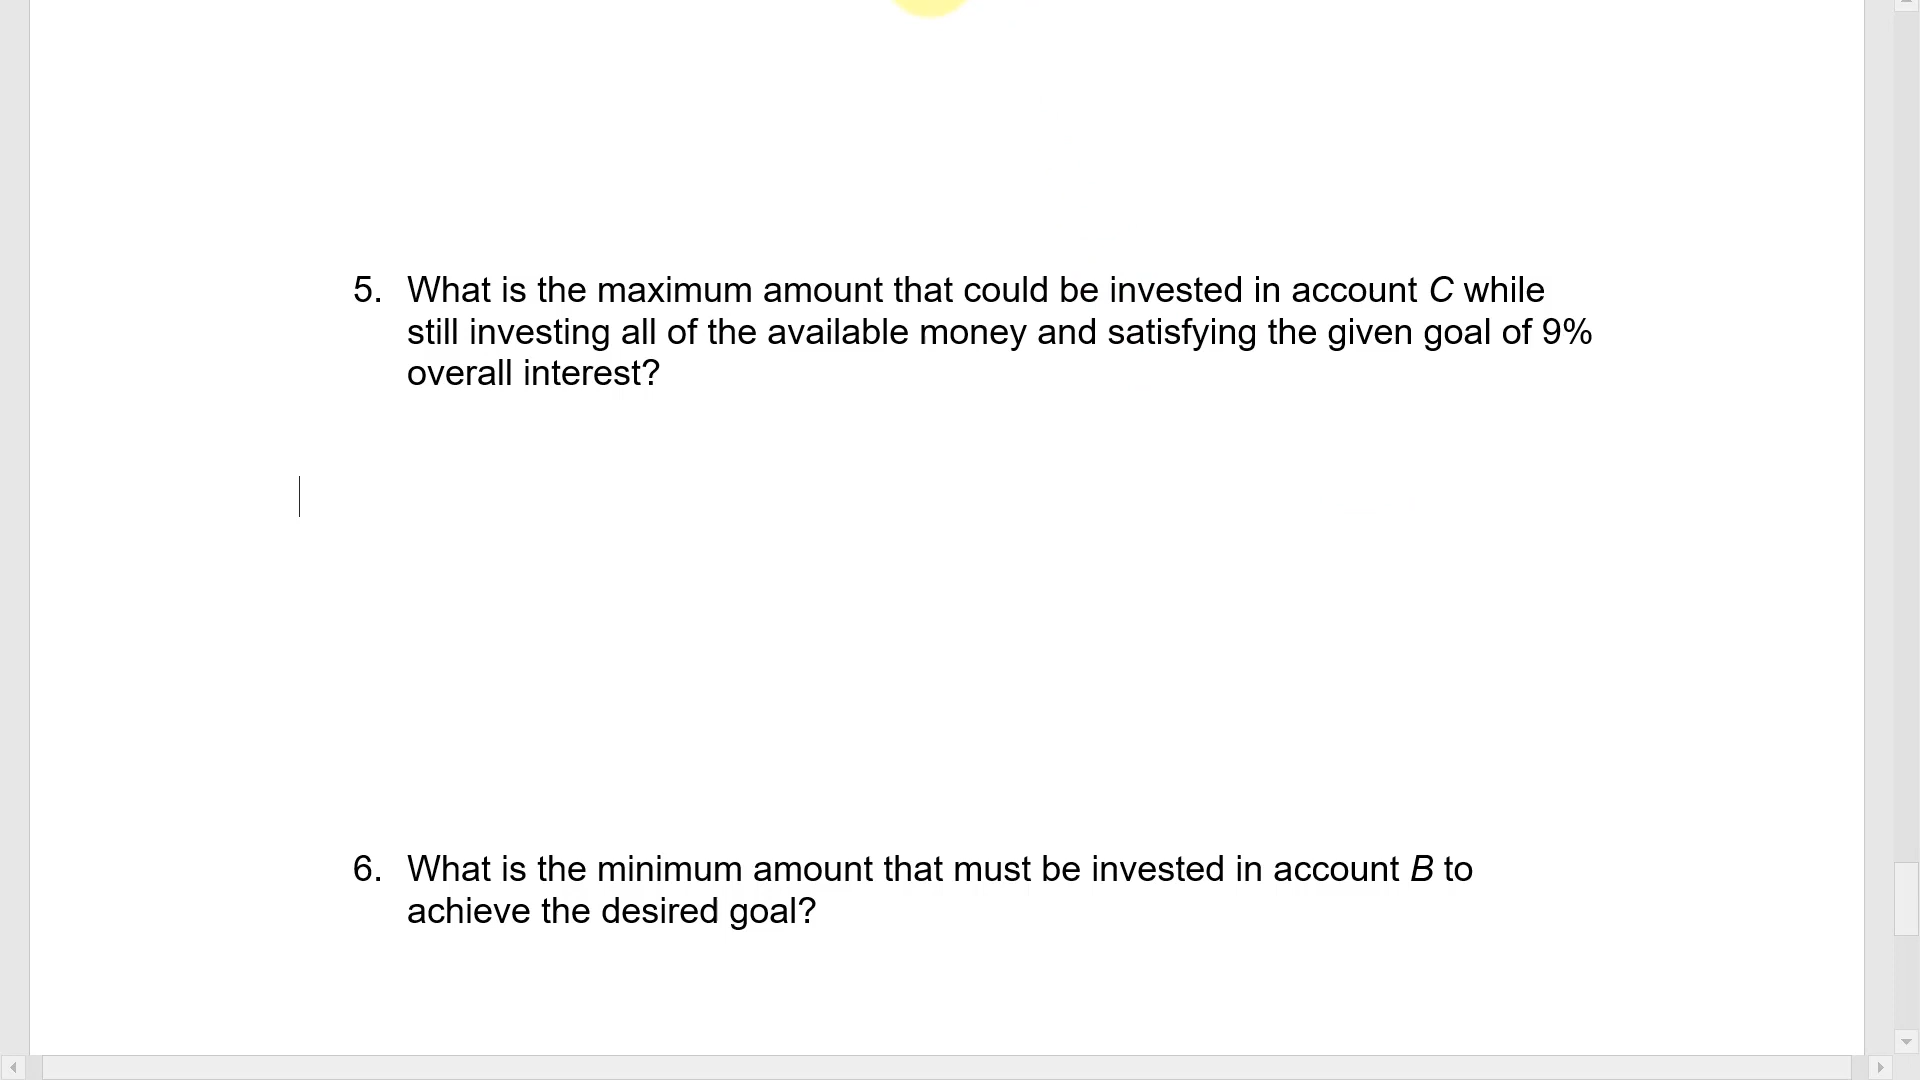 5. What is the maximum amount that could be invested in account C while
still investing all of the available money and satisfying the given goal of 9%
overall interest?
6. What is the minimum amount that must be invested in account B to
achieve the desired goal?